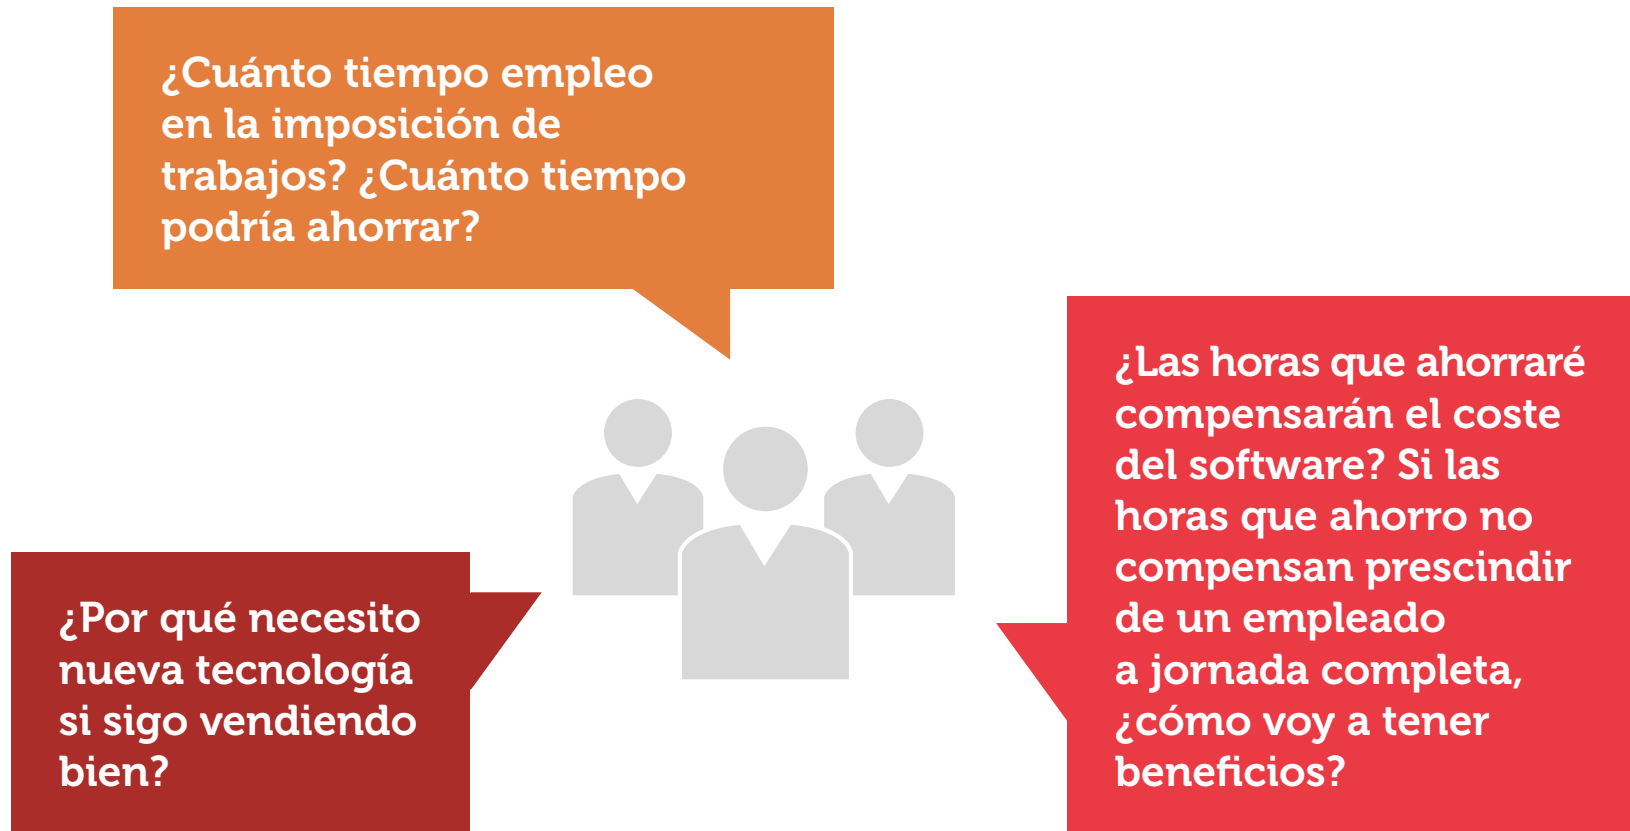 ¿Cuánto tiempo empleo
en la imposición de
trabajos? ¿Cuánto tiempo
podría ahorrar?
¿Las horas que ahorraré
compensarán el coste
del software? Si las
horas que ahorro no
compensan prescindir
de un empleado
a jornada completa,
¿cómo voy a tener
beneficios?
¿Por qué necesito
nueva tecnología
si sigo vendiendo
bien?